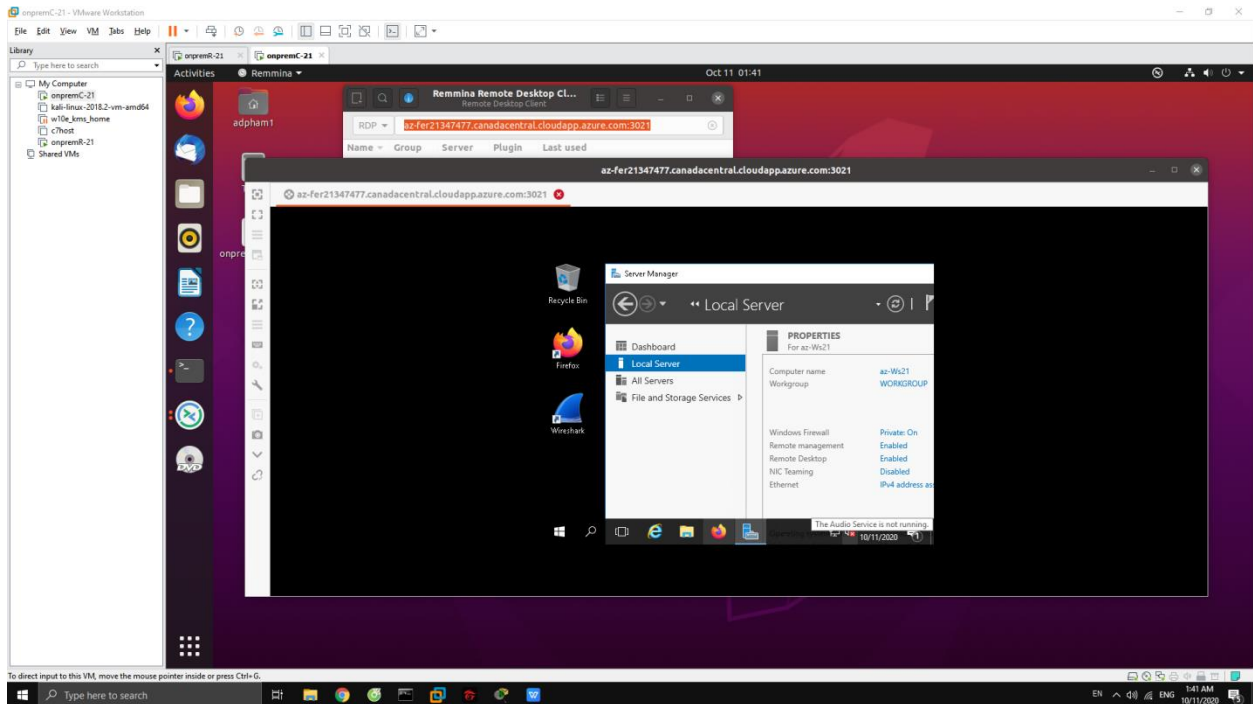 onpremC-21 - VMware Workstation
File Edit View VM Tabs Help
Library
Type here to search
My Computer
onpremC-21
kali-linux-2018.2-vm-amd64
w10e_kms_home
c7host
onpremR-21
Shared VMs
onpremR-21
onpremC-21
Activities Remmina Oct 11 01:41
adpham1
Remmina Remote Desktop Cl...
Remote Desktop Client
RDP az-fer21347477.canadacentral.cloudapp.azure.com:3021
Name Group Server Plugin Last used
az-fer21347477.canadacentral.cloudapp.azure.com:3021
az-fer21347477.canadacentral.cloudapp.azure.com:3021
onpre
Recycle Bin
Firefox
Wireshark
Server Manager
Local Server
Dashboard
Local Server
All Servers
File and Storage Services
PROPERTIES
For az-Ws21
Computer name az-Ws21
Workgroup WORKGROUP
Windows Firewall Private: On
Remote management Enabled
Remote Desktop Enabled
NIC Teaming Disabled
Ethernet IPv4 address as
The Audio Service is not running.
10/11/2020
DVD
To direct input to this VM, move the mouse pointer inside or press Ctrl+G.
Type here to search
EN ENG 1:41 AM
10/11/2020